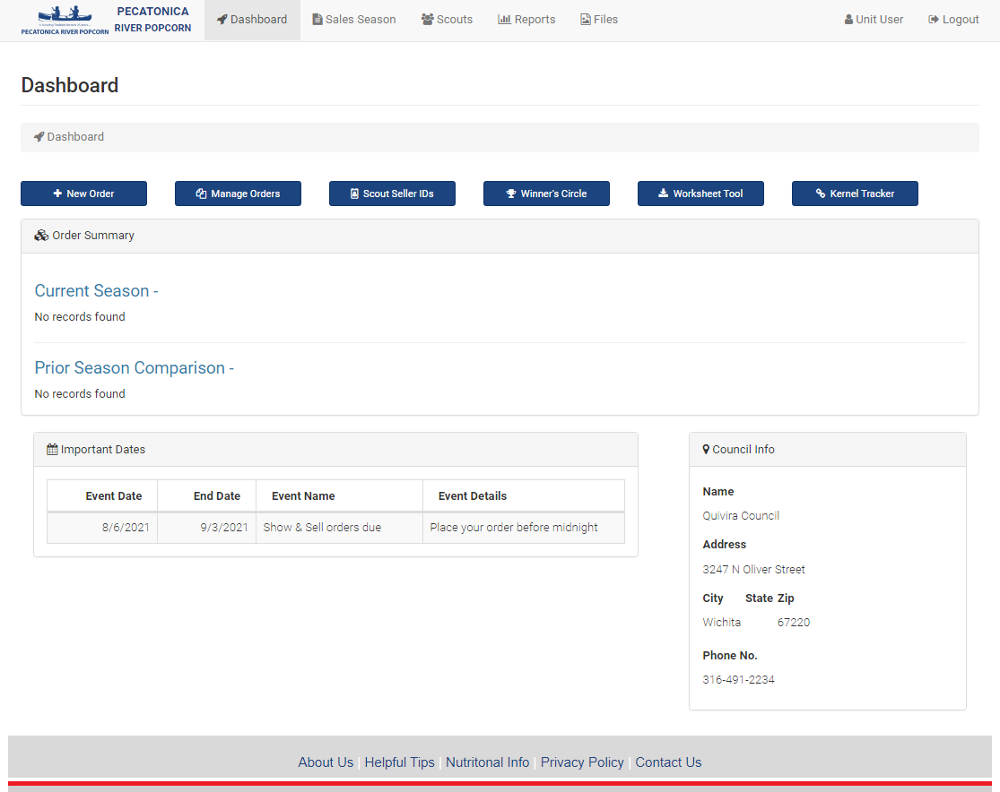 PECATONICA RIVER POPCORN
PECATONICA
RIVER POPCORN
Dashboard
Sales Season
Scouts
Reports
Files
Unit User
Logout
Dashboard
Dashboard
New Order
Manage Orders
Scout Seller IDs
Winner's Circle
Worksheet Tool
Kernel Tracker
Order Summary
Current Season -
No records found
Prior Season Comparison -
No records found
Important Dates
Event Date End Date Event Name Event Details
8/6/2021 9/3/2021 Show & Sell orders due Place your order before midnight
Council Info
Name
Quivira Council
Address
3247 N Oliver Street
City State Zip
Wichita 67220
Phone No.
316-491-2234
About Us | Helpful Tips | Nutritonal Info | Privacy Policy | Contact Us